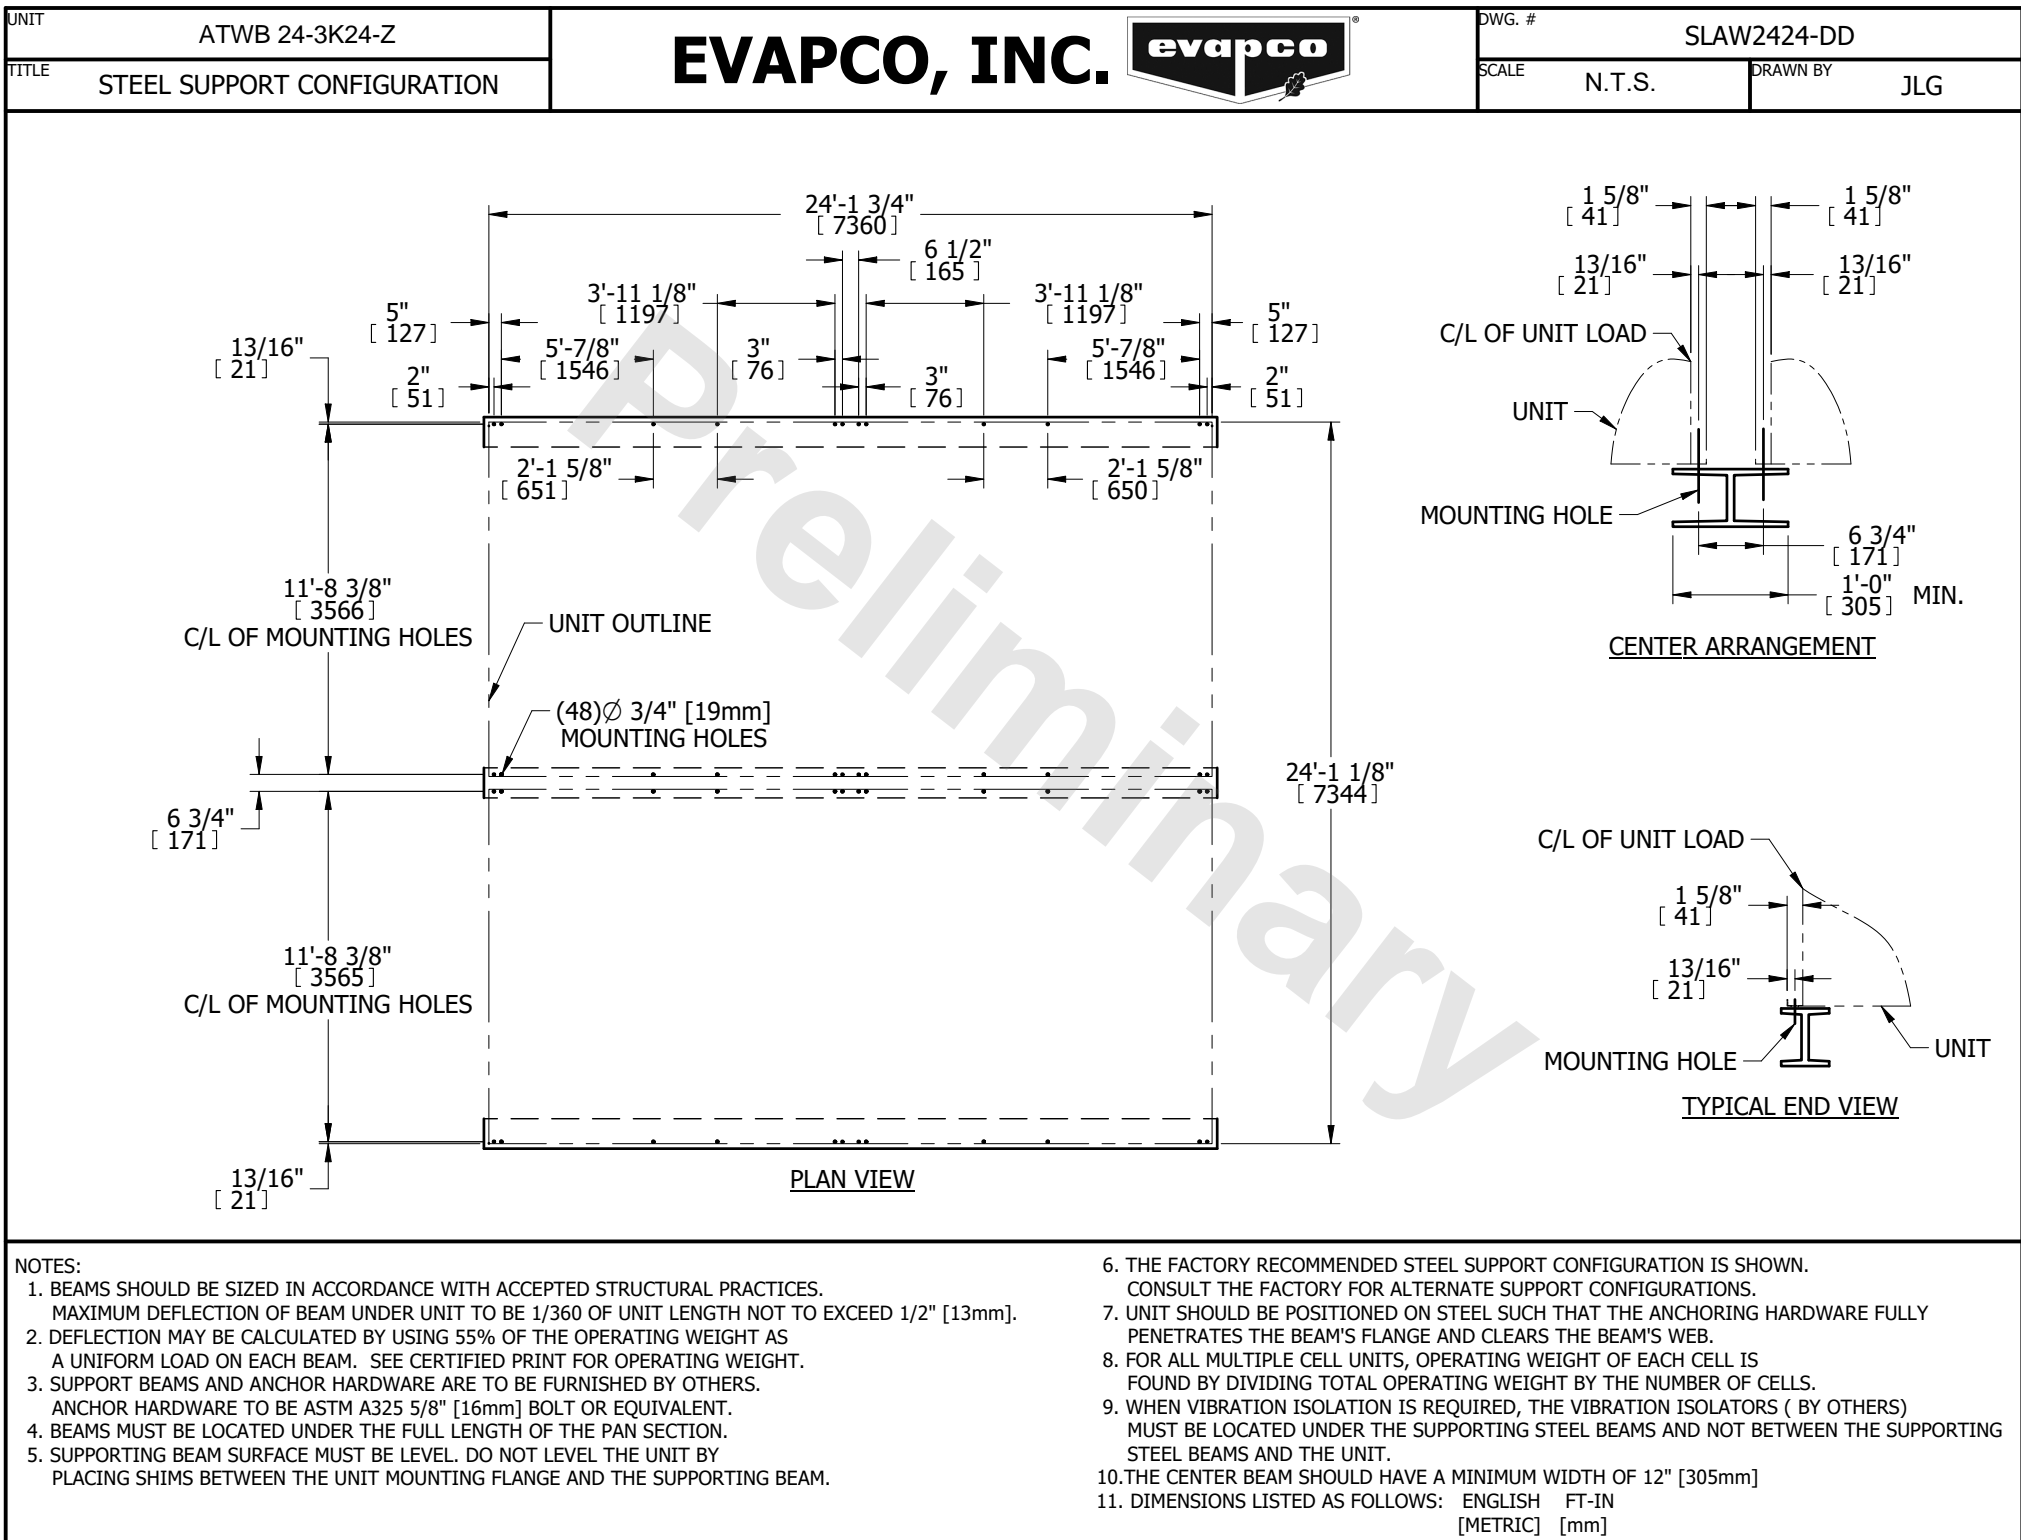 UNIT
ATWB 24-3K24-Z
TITLE
STEEL SUPPORT CONFIGURATION
EVAPCO, INC.
evapco
®
DWG. #
SLAW2424-DD
SCALE
N.T.S.
DRAWN BY
JLG
24'-1 3/4"
[ 7360 ]
6 1/2"
[ 165 ]
3'-11 1/8"
[ 1197 ]
3'-11 1/8"
[ 1197 ]
5"
[ 127 ]
5"
[ 127 ]
13/16"
[ 21 ]
5'-7/8"
[ 1546 ]
3"
[ 76 ]
5'-7/8"
[ 1546 ]
2"
[ 51 ]
3"
[ 76 ]
2"
[ 51 ]
2'-1 5/8"
[ 651 ]
2'-1 5/8"
[ 650 ]
11'-8 3/8"
[ 3566 ]
C/L OF MOUNTING HOLES
UNIT OUTLINE
(48)Ø 3/4" [19mm]
MOUNTING HOLES
6 3/4"
[ 171 ]
24'-1 1/8"
[ 7344 ]
11'-8 3/8"
[ 3565 ]
C/L OF MOUNTING HOLES
13/16"
[ 21 ]
PLAN VIEW
Preliminary
1 5/8"
[ 41 ]
1 5/8"
[ 41 ]
13/16"
[ 21 ]
13/16"
[ 21 ]
C/L OF UNIT LOAD
UNIT
MOUNTING HOLE
6 3/4"
[ 171 ]
1'-0"
[ 305 ] MIN.
CENTER ARRANGEMENT
C/L OF UNIT LOAD
1 5/8"
[ 41 ]
13/16"
[ 21 ]
MOUNTING HOLE
UNIT
TYPICAL END VIEW
NOTES:
1. BEAMS SHOULD BE SIZED IN ACCORDANCE WITH ACCEPTED STRUCTURAL PRACTICES.
MAXIMUM DEFLECTION OF BEAM UNDER UNIT TO BE 1/360 OF UNIT LENGTH NOT TO EXCEED 1/2" [13mm].
2. DEFLECTION MAY BE CALCULATED BY USING 55% OF THE OPERATING WEIGHT AS
A UNIFORM LOAD ON EACH BEAM. SEE CERTIFIED PRINT FOR OPERATING WEIGHT.
3. SUPPORT BEAMS AND ANCHOR HARDWARE ARE TO BE FURNISHED BY OTHERS.
ANCHOR HARDWARE TO BE ASTM A325 5/8" [16mm] BOLT OR EQUIVALENT.
4. BEAMS MUST BE LOCATED UNDER THE FULL LENGTH OF THE PAN SECTION.
5. SUPPORTING BEAM SURFACE MUST BE LEVEL. DO NOT LEVEL THE UNIT BY
PLACING SHIMS BETWEEN THE UNIT MOUNTING FLANGE AND THE SUPPORTING BEAM.
6. THE FACTORY RECOMMENDED STEEL SUPPORT CONFIGURATION IS SHOWN.
CONSULT THE FACTORY FOR ALTERNATE SUPPORT CONFIGURATIONS.
7. UNIT SHOULD BE POSITIONED ON STEEL SUCH THAT THE ANCHORING HARDWARE FULLY
PENETRATES THE BEAM'S FLANGE AND CLEARS THE BEAM'S WEB.
8. FOR ALL MULTIPLE CELL UNITS, OPERATING WEIGHT OF EACH CELL IS
FOUND BY DIVIDING TOTAL OPERATING WEIGHT BY THE NUMBER OF CELLS.
9. WHEN VIBRATION ISOLATION IS REQUIRED, THE VIBRATION ISOLATORS ( BY OTHERS)
MUST BE LOCATED UNDER THE SUPPORTING STEEL BEAMS AND NOT BETWEEN THE SUPPORTING
STEEL BEAMS AND THE UNIT.
10.THE CENTER BEAM SHOULD HAVE A MINIMUM WIDTH OF 12" [305mm]
11. DIMENSIONS LISTED AS FOLLOWS: ENGLISH FT-IN
[METRIC] [mm]